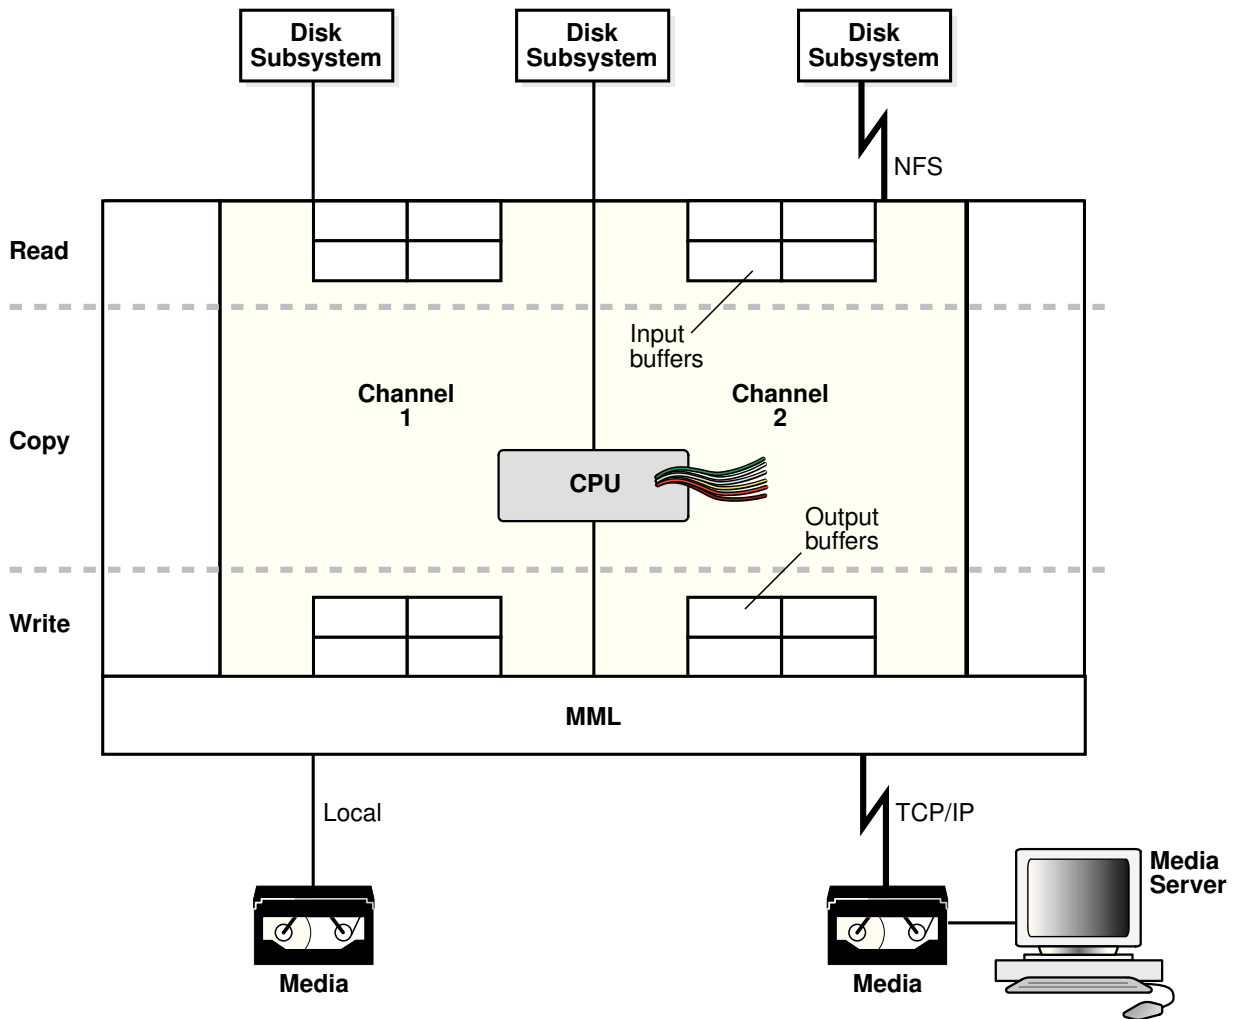 Disk
Subsystem
Disk
Subsystem
Disk
Subsystem
NFS
Read
Input
buffers
Channel
1
Channel
2
Copy
CPU
Output
buffers
Write
MML
Local
TCP/IP
Media
Server
Media
Media